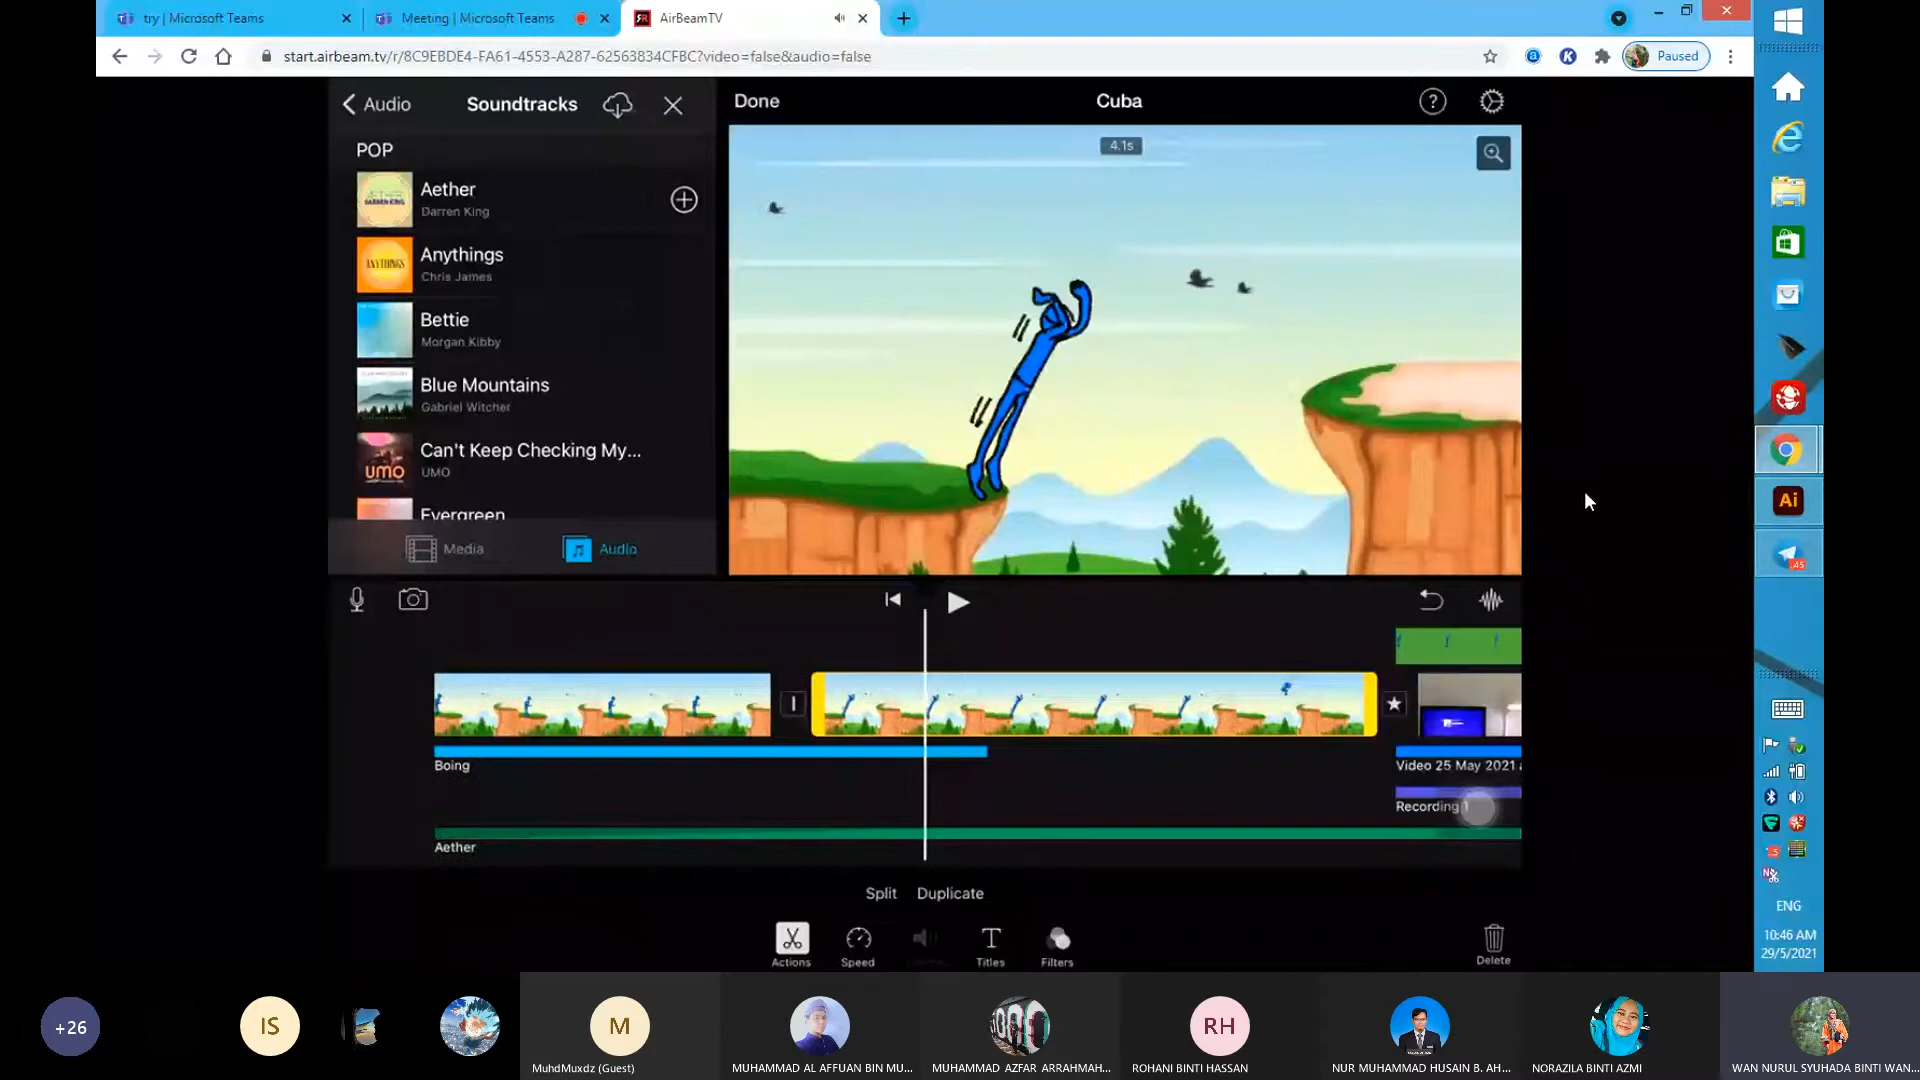 try | Microsoft Teams
Meeting | Microsoft Teams
AirBeamTV
start.airbeam.tv/r/8C9EBDE4-FA61-4553-A287-62563834CFBC?video=false&audio=false
Paused
Audio
Soundtracks
Done
Cuba
POP
4.1s
Aether
Darren King
Anythings
Chris James
ANYTHINGS
Bettie
Morgan Kibby
Blue Mountains
Gabriel Witcher
Can't Keep Checking My...
UMO
UMO
Evergreen
Media
Audio
Ai
45
Boing
Video 25 May 2021
Recording 1
Aether
Split
Duplicate
Actions
Speed
Titles
Filters
Delete
ENG
10:46 AM
29/5/2021
+26
IS
M
RH
MuhdMuxdz (Guest)
MUHAMMAD AL AFFUAN BIN MU...
MUHAMMAD AZFAR ARRAHMAH...
ROHANI BINTI HASSAN
NUR MUHAMMAD HUSAIN B. AH...
NORAZILA BINTI AZMI
WAN NURUL SYUHADA BINTI WAN...